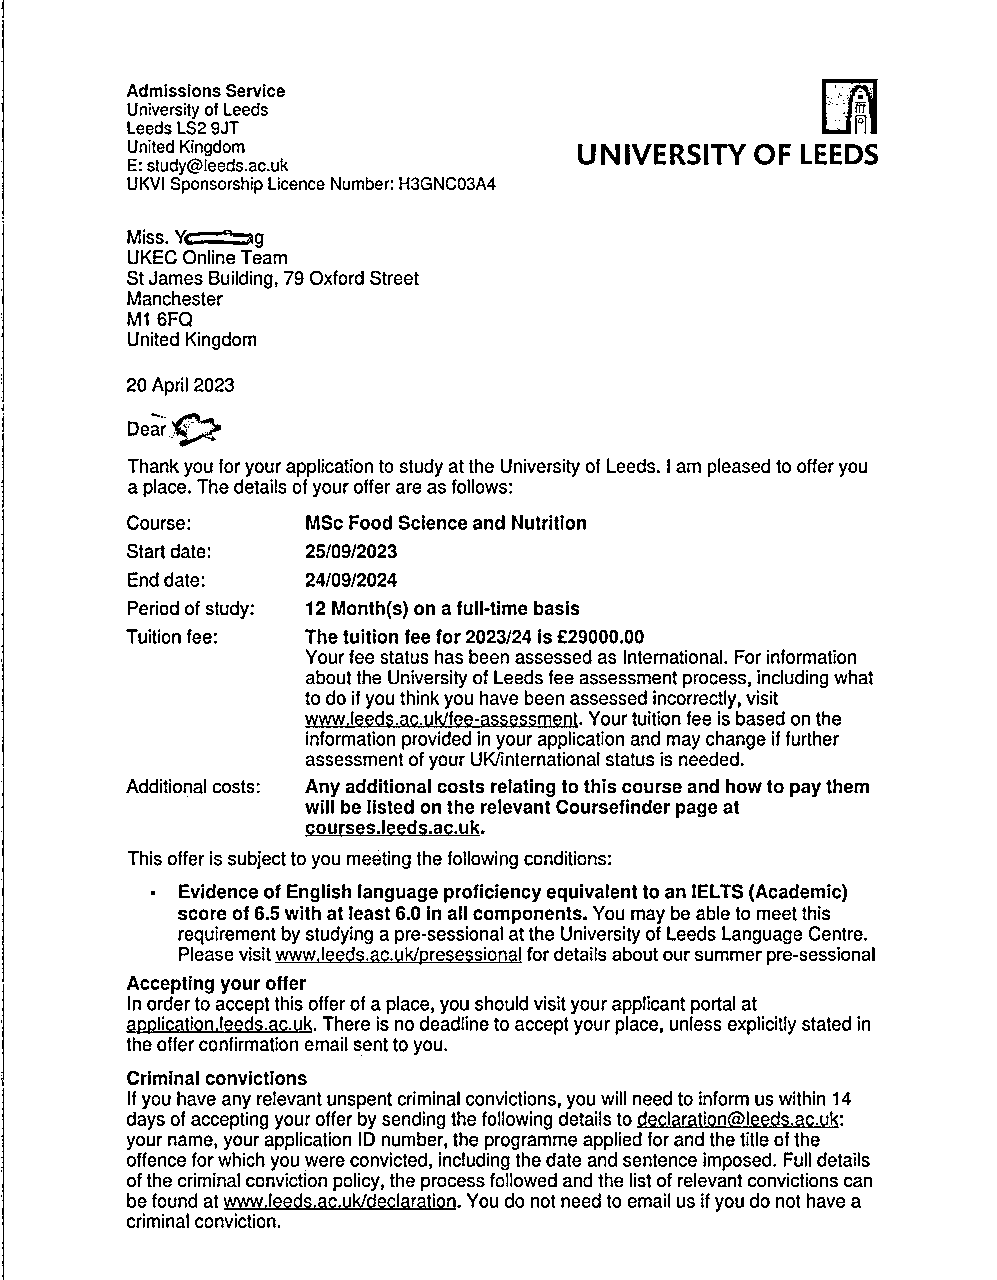 Admissions Service
University of Leeds
Leeds LS2 9JT
United Kingdom
E: study@leeds.ac.uk
UKVI Sponsorship Licence Number: H3GNC03A4
UNIVERSITY OF LEEDS
Miss.
UKEC Online Team
St James Building, 79 Oxford Street
Manchester
M1 6FQ
United Kingdom
20 April 2023
Dear
Thank you for your application to study at the University of Leeds. I am pleased to offer you
a place. The details of your offer are as follows:
Course: MSc Food Science and Nutrition
Start date: 25/09/2023
End date: 24/09/2024
Period of study: 12 Month(s) on a full-time basis
Tuition fee: The tuition fee for 2023/24 is £29000.00
Your fee status has been assessed as International. For information
about the University of Leeds fee assessment process, including what
to do if you think you have been assessed incorrectly, visit
www.leeds.ac.uk/fee-assessment. Your tuition fee is based on the
information provided in your application and may change if further
assessment of your UK/international status is needed.
Additional costs: Any additional costs relating to this course and how to pay them
will be listed on the relevant Coursefinder page at
courses.leeds.ac.uk.
This offer is subject to you meeting the following conditions:
▪ Evidence of English language proficiency equivalent to an IELTS (Academic)
score of 6.5 with at least 6.0 in all components. You may be able to meet this
requirement by studying a pre-sessional at the University of Leeds Language Centre.
Please visit www.leeds.ac.uk/presessional for details about our summer pre-sessional
Accepting your offer
In order to accept this offer of a place, you should visit your applicant portal at
application.leeds.ac.uk. There is no deadline to accept your place, unless explicitly stated in
the offer confirmation email sent to you.
Criminal convictions
If you have any relevant unspent criminal convictions, you will need to inform us within 14
days of accepting your offer by sending the following details to declaration@leeds.ac.uk:
your name, your application ID number, the programme applied for and the title of the
offence for which you were convicted, including the date and sentence imposed. Full details
of the criminal conviction policy, the process followed and the list of relevant convictions can
be found at www.leeds.ac.uk/declaration. You do not need to email us if you do not have a
criminal conviction.